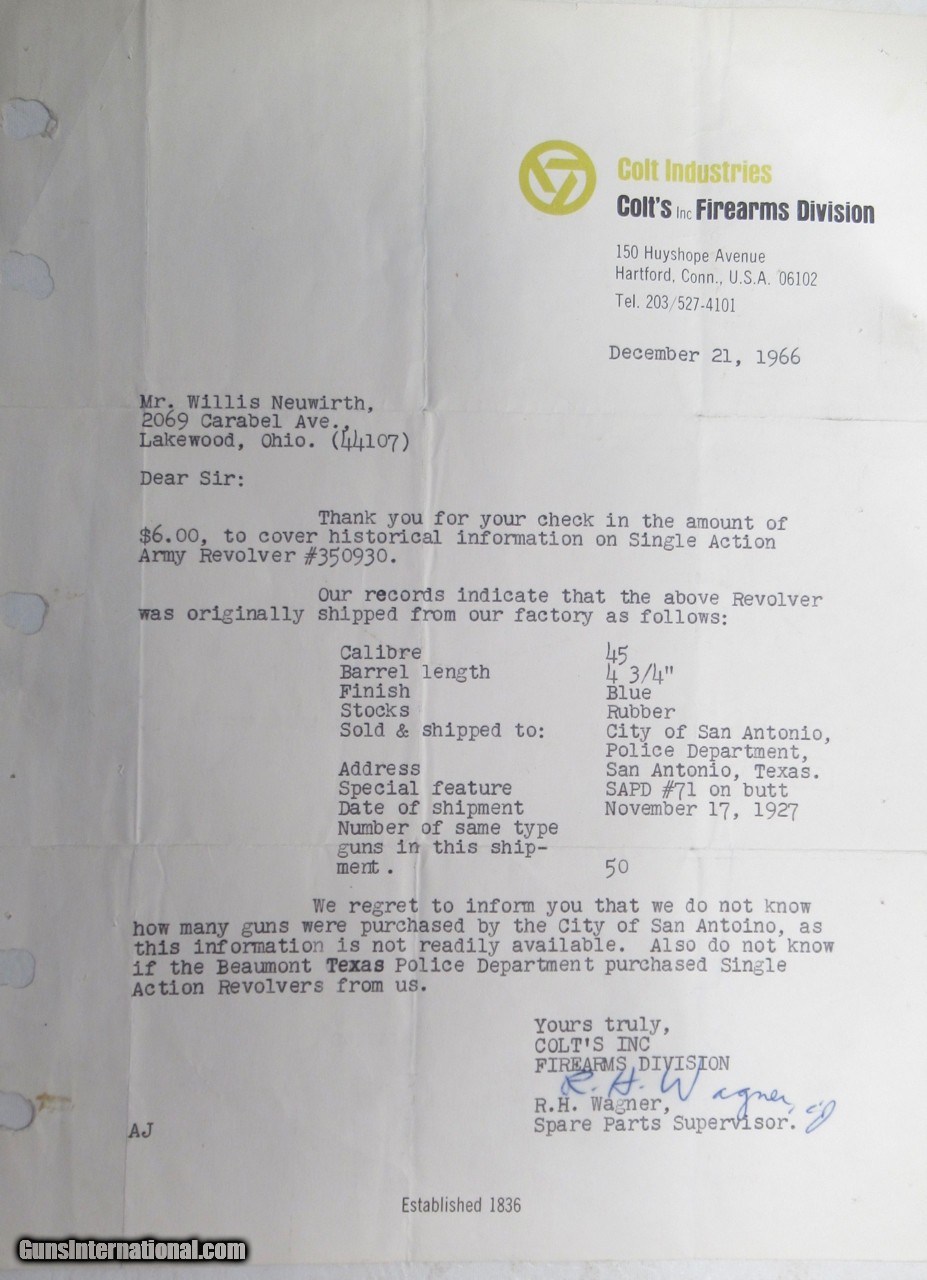 Colt Industries
Colt's Inc Firearms Division
150 Huyshope Avenue
Hartford, Conn., U.S.A. 06102
Tel. 203/527-4101
December 21, 1966
Mr. Willis Neuwirth,
2069 Carabel Ave.,
Lakewood, Ohio. (44107)
Dear Sir:
Thank you for your check in the amount of
$6.00, to cover historical information on Single Action
Army Revolver #350930.
Our records indicate that the above Revolver
was originally shipped from our factory as follows:
Calibre 45
Barrel length 4 3/4"
Finish Blue
Stocks Rubber
Sold & shipped to: City of San Antonio,
Police Department,
Address San Antonio, Texas.
Special feature SAPD #71 on butt
Date of shipment November 17, 1927
Number of same type
guns in this ship-
ment. 50
We regret to inform you that we do not know
how many guns were purchased by the City of San Antoino, as
this information is not readily available. Also do not know
if the Beaumont Texas Police Department purchased Single
Action Revolvers from us.
Yours truly,
COLT'S INC
FIREARMS DIVISION
R. H. Wagner,
R.H. Wagner,
Spare Parts Supervisor.
AJ
Established 1836
GunsInternational.com